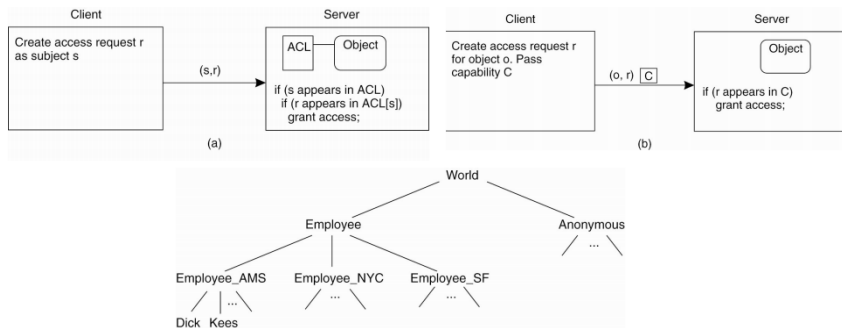 Client
Server
Create access request r
as subject s
(s,r)
ACL
Object
if (s appears in ACL)
if (r appears in ACL[s])
grant access;
(a)
Client
Server
Create access request r
for object o. Pass
capability C
(o, r) C
Object
if (r appears in C)
grant access;
(b)
World
Employee
Anonymous
...
Employee_AMS
Employee_NYC
Employee_SF
...
...
...
Dick Kees